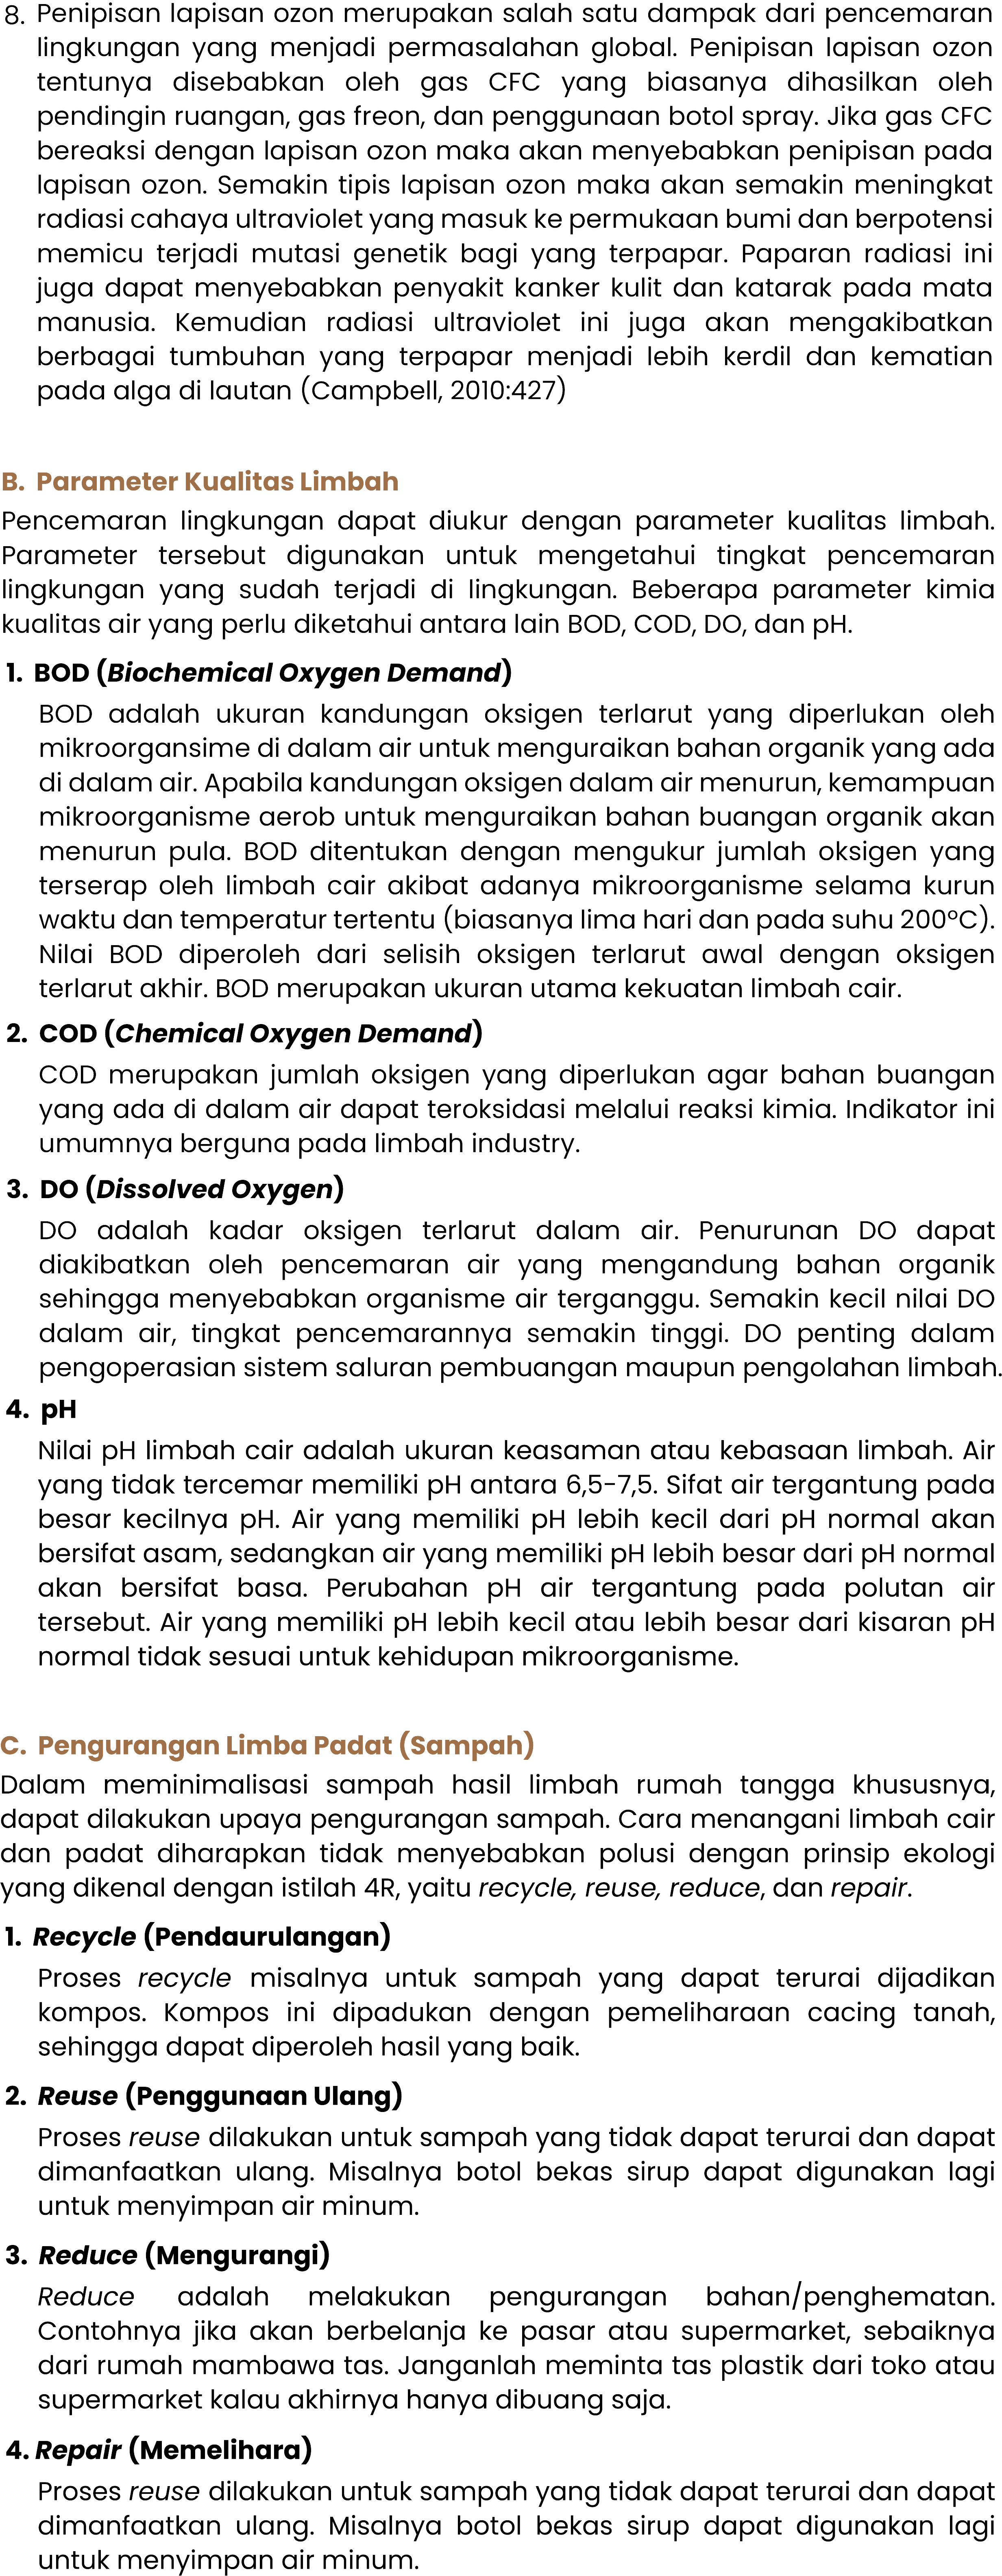 8. Penipisan lapisan ozon merupakan salah satu dampak dari pencemaran
lingkungan yang menjadi permasalahan global. Penipisan lapisan ozon
tentunya disebabkan oleh gas CFC yang biasanya dihasilkan oleh
pendingin ruangan, gas freon, dan penggunaan botol spray. Jika gas CFC
bereaksi dengan lapisan ozon maka akan menyebabkan penipisan pada
lapisan ozon. Semakin tipis lapisan ozon maka akan semakin meningkat
radiasi cahaya ultraviolet yang masuk ke permukaan bumi dan berpotensi
memicu terjadi mutasi genetik bagi yang terpapar. Paparan radiasi ini
juga dapat menyebabkan penyakit kanker kulit dan katarak pada mata
manusia. Kemudian radiasi ultraviolet ini juga akan mengakibatkan
berbagai tumbuhan yang terpapar menjadi lebih kerdil dan kematian
pada alga di lautan (Campbell, 2010:427)
B. Parameter Kualitas Limbah
Pencemaran lingkungan dapat diukur dengan parameter kualitas limbah.
Parameter tersebut digunakan untuk mengetahui tingkat pencemaran
lingkungan yang sudah terjadi di lingkungan. Beberapa parameter kimia
kualitas air yang perlu diketahui antara lain BOD, COD, DO, dan pH.
1. BOD (Biochemical Oxygen Demand)
BOD adalah ukuran kandungan oksigen terlarut yang diperlukan oleh
mikroorgansime di dalam air untuk menguraikan bahan organik yang ada
di dalam air. Apabila kandungan oksigen dalam air menurun, kemampuan
mikroorganisme aerob untuk menguraikan bahan buangan organik akan
menurun pula. BOD ditentukan dengan mengukur jumlah oksigen yang
terserap oleh limbah cair akibat adanya mikroorganisme selama kurun
waktu dan temperatur tertentu (biasanya lima hari dan pada suhu 200°C).
Nilai BOD diperoleh dari selisih oksigen terlarut awal dengan oksigen
terlarut akhir. BOD merupakan ukuran utama kekuatan limbah cair.
2. COD (Chemical Oxygen Demand)
COD merupakan jumlah oksigen yang diperlukan agar bahan buangan
yang ada di dalam air dapat teroksidasi melalui reaksi kimia. Indikator ini
umumnya berguna pada limbah industry.
3. DO (Dissolved Oxygen)
DO adalah kadar oksigen terlarut dalam air. Penurunan DO dapat
diakibatkan oleh pencemaran air yang mengandung bahan organik
sehingga menyebabkan organisme air terganggu. Semakin kecil nilai DO
dalam air, tingkat pencemarannya semakin tinggi. DO penting dalam
pengoperasian sistem saluran pembuangan maupun pengolahan limbah.
4. pH
Nilai pH limbah cair adalah ukuran keasaman atau kebasaan limbah. Air
yang tidak tercemar memiliki pH antara 6,5-7,5. Sifat air tergantung pada
besar kecilnya pH. Air yang memiliki pH lebih kecil dari pH normal akan
bersifat asam, sedangkan air yang memiliki pH lebih besar dari pH normal
akan bersifat basa. Perubahan pH air tergantung pada polutan air
tersebut. Air yang memiliki pH lebih kecil atau lebih besar dari kisaran pH
normal tidak sesuai untuk kehidupan mikroorganisme.
C. Pengurangan Limba Padat (Sampah)
Dalam meminimalisasi sampah hasil limbah rumah tangga khususnya,
dapat dilakukan upaya pengurangan sampah. Cara menangani limbah cair
dan padat diharapkan tidak menyebabkan polusi dengan prinsip ekologi
yang dikenal dengan istilah 4R, yaitu recycle, reuse, reduce, dan repair.
1. Recycle (Pendaurulangan)
Proses recycle misalnya untuk sampah yang dapat terurai dijadikan
kompos. Kompos ini dipadukan dengan pemeliharaan cacing tanah,
sehingga dapat diperoleh hasil yang baik.
2. Reuse (Penggunaan Ulang)
Proses reuse dilakukan untuk sampah yang tidak dapat terurai dan dapat
dimanfaatkan ulang. Misalnya botol bekas sirup dapat digunakan lagi
untuk menyimpan air minum.
3. Reduce (Mengurangi)
Reduce adalah melakukan pengurangan bahan/penghematan.
Contohnya jika akan berbelanja ke pasar atau supermarket, sebaiknya
dari rumah mambawa tas. Janganlah meminta tas plastik dari toko atau
supermarket kalau akhirnya hanya dibuang saja.
4. Repair (Memelihara)
Proses reuse dilakukan untuk sampah yang tidak dapat terurai dan dapat
dimanfaatkan ulang. Misalnya botol bekas sirup dapat digunakan lagi
untuk menyimpan air minum.